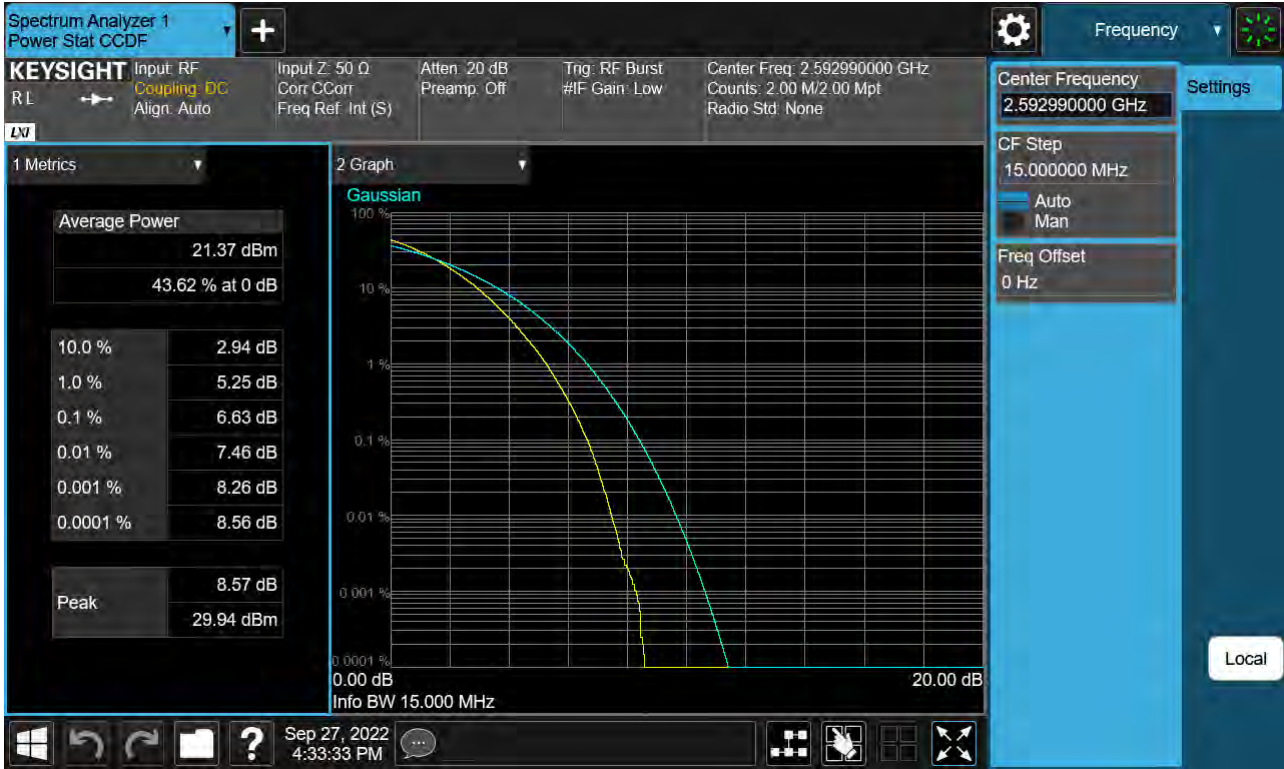 Spectrum Analyzer 1
Power Stat CCDF
+
Frequency
KEYSIGHT
R L
LXI
Input: RF
Coupling: DC
Align: Auto
Input Z: 50 Ω
Corr CCorr
Freq Ref: Int (S)
Atten: 20 dB
Preamp: Off
Trig: RF Burst
#IF Gain: Low
Center Freq: 2.592990000 GHz
Counts: 2.00 M/2.00 Mpt
Radio Std: None
1 Metrics
Average Power
21.37 dBm
43.62 % at 0 dB
10.0 % 2.94 dB
1.0 % 5.25 dB
0.1 % 6.63 dB
0.01 % 7.46 dB
0.001 % 8.26 dB
0.0001 % 8.56 dB
Peak
8.57 dB
29.94 dBm
2 Graph
Gaussian
100 %
10 %
1 %
0.1 %
0.01 %
0.001 %
0.0001 %
0.00 dB 20.00 dB
Info BW 15.000 MHz
Center Frequency
2.592990000 GHz
CF Step
15.000000 MHz
Auto
Man
Freq Offset
0 Hz
Settings
Local
?
Sep 27, 2022
4:33:33 PM